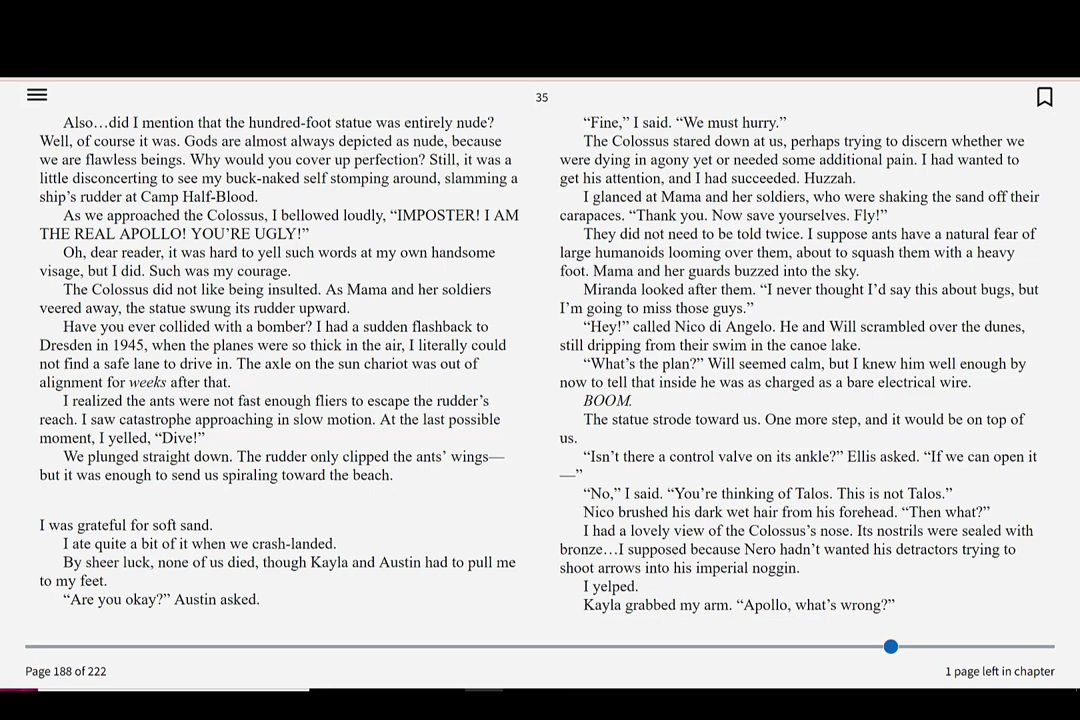 35
Also…did I mention that the hundred-foot statue was entirely nude?
Well, of course it was. Gods are almost always depicted as nude, because
we are flawless beings. Why would you cover up perfection? Still, it was a
little disconcerting to see my buck-naked self stomping around, slamming a
ship’s rudder at Camp Half-Blood.
As we approached the Colossus, I bellowed loudly, “IMPOSTER! I AM
THE REAL APOLLO! YOU’RE UGLY!”
Oh, dear reader, it was hard to yell such words at my own handsome
visage, but I did. Such was my courage.
The Colossus did not like being insulted. As Mama and her soldiers
veered away, the statue swung its rudder upward.
Have you ever collided with a bomber? I had a sudden flashback to
Dresden in 1945, when the planes were so thick in the air, I literally could
not find a safe lane to drive in. The axle on the sun chariot was out of
alignment for weeks after that.
I realized the ants were not fast enough fliers to escape the rudder’s
reach. I saw catastrophe approaching in slow motion. At the last possible
moment, I yelled, “Dive!”
We plunged straight down. The rudder only clipped the ants’ wings—
but it was enough to send us spiraling toward the beach.
I was grateful for soft sand.
I ate quite a bit of it when we crash-landed.
By sheer luck, none of us died, though Kayla and Austin had to pull me
to my feet.
“Are you okay?” Austin asked.
“Fine,” I said. “We must hurry.”
The Colossus stared down at us, perhaps trying to discern whether we
were dying in agony yet or needed some additional pain. I had wanted to
get his attention, and I had succeeded. Huzzah.
I glanced at Mama and her soldiers, who were shaking the sand off their
carapaces. “Thank you. Now save yourselves. Fly!”
They did not need to be told twice. I suppose ants have a natural fear of
large humanoids looming over them, about to squash them with a heavy
foot. Mama and her guards buzzed into the sky.
Miranda looked after them. “I never thought I’d say this about bugs, but
I’m going to miss those guys.”
“Hey!” called Nico di Angelo. He and Will scrambled over the dunes,
still dripping from their swim in the canoe lake.
“What’s the plan?” Will seemed calm, but I knew him well enough by
now to tell that inside he was as charged as a bare electrical wire.
BOOM.
The statue strode toward us. One more step, and it would be on top of
us.
“Isn’t there a control valve on its ankle?” Ellis asked. “If we can open it
—”
“No,” I said. “You’re thinking of Talos. This is not Talos.”
Nico brushed his dark wet hair from his forehead. “Then what?”
I had a lovely view of the Colossus’s nose. Its nostrils were sealed with
bronze…I supposed because Nero hadn’t wanted his detractors trying to
shoot arrows into his imperial noggin.
I yelped.
Kayla grabbed my arm. “Apollo, what’s wrong?”
Page 188 of 222
1 page left in chapter